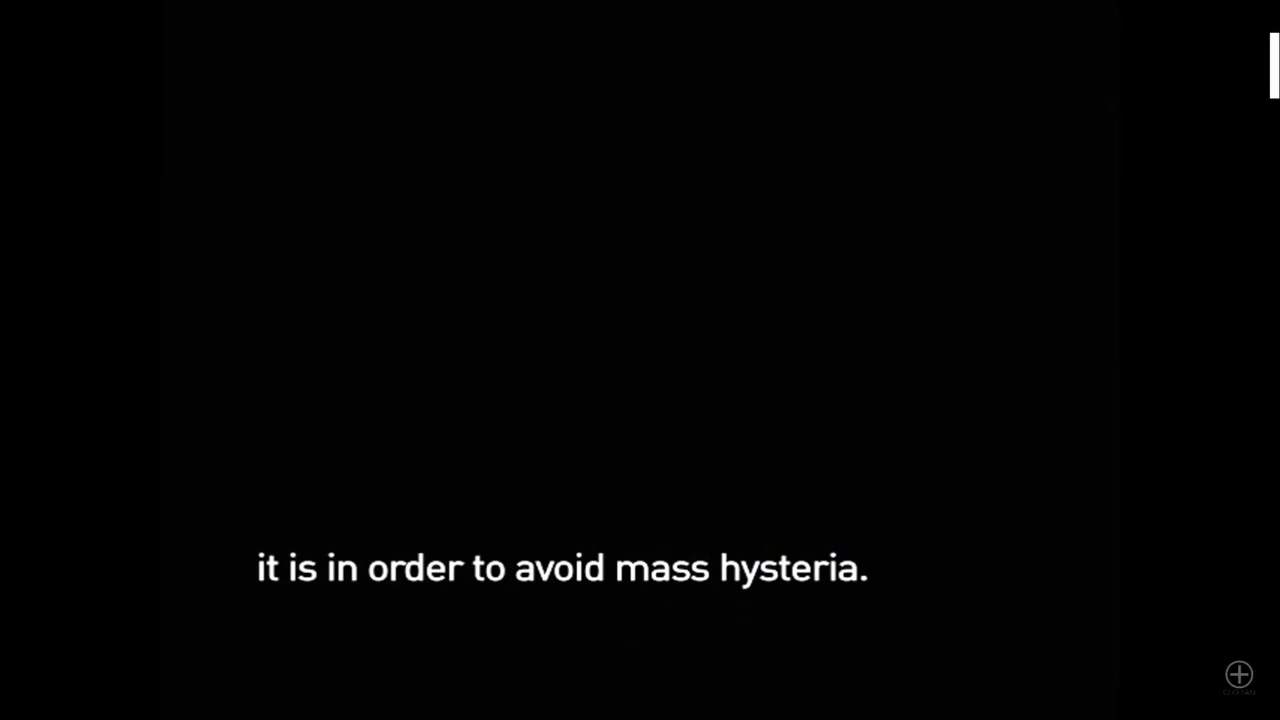 it is in order to avoid mass hysteria.